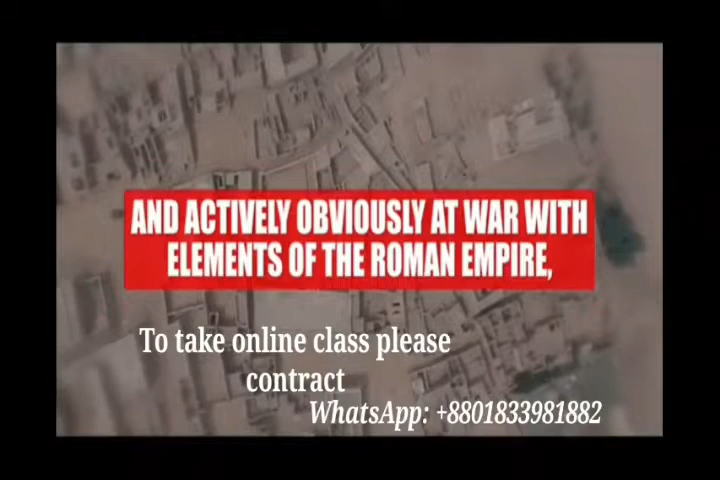 AND ACTIVELY OBVIOUSLY AT WAR WITH
ELEMENTS OF THE ROMAN EMPIRE,
To take online class please
contract
WhatsApp: +8801833981882